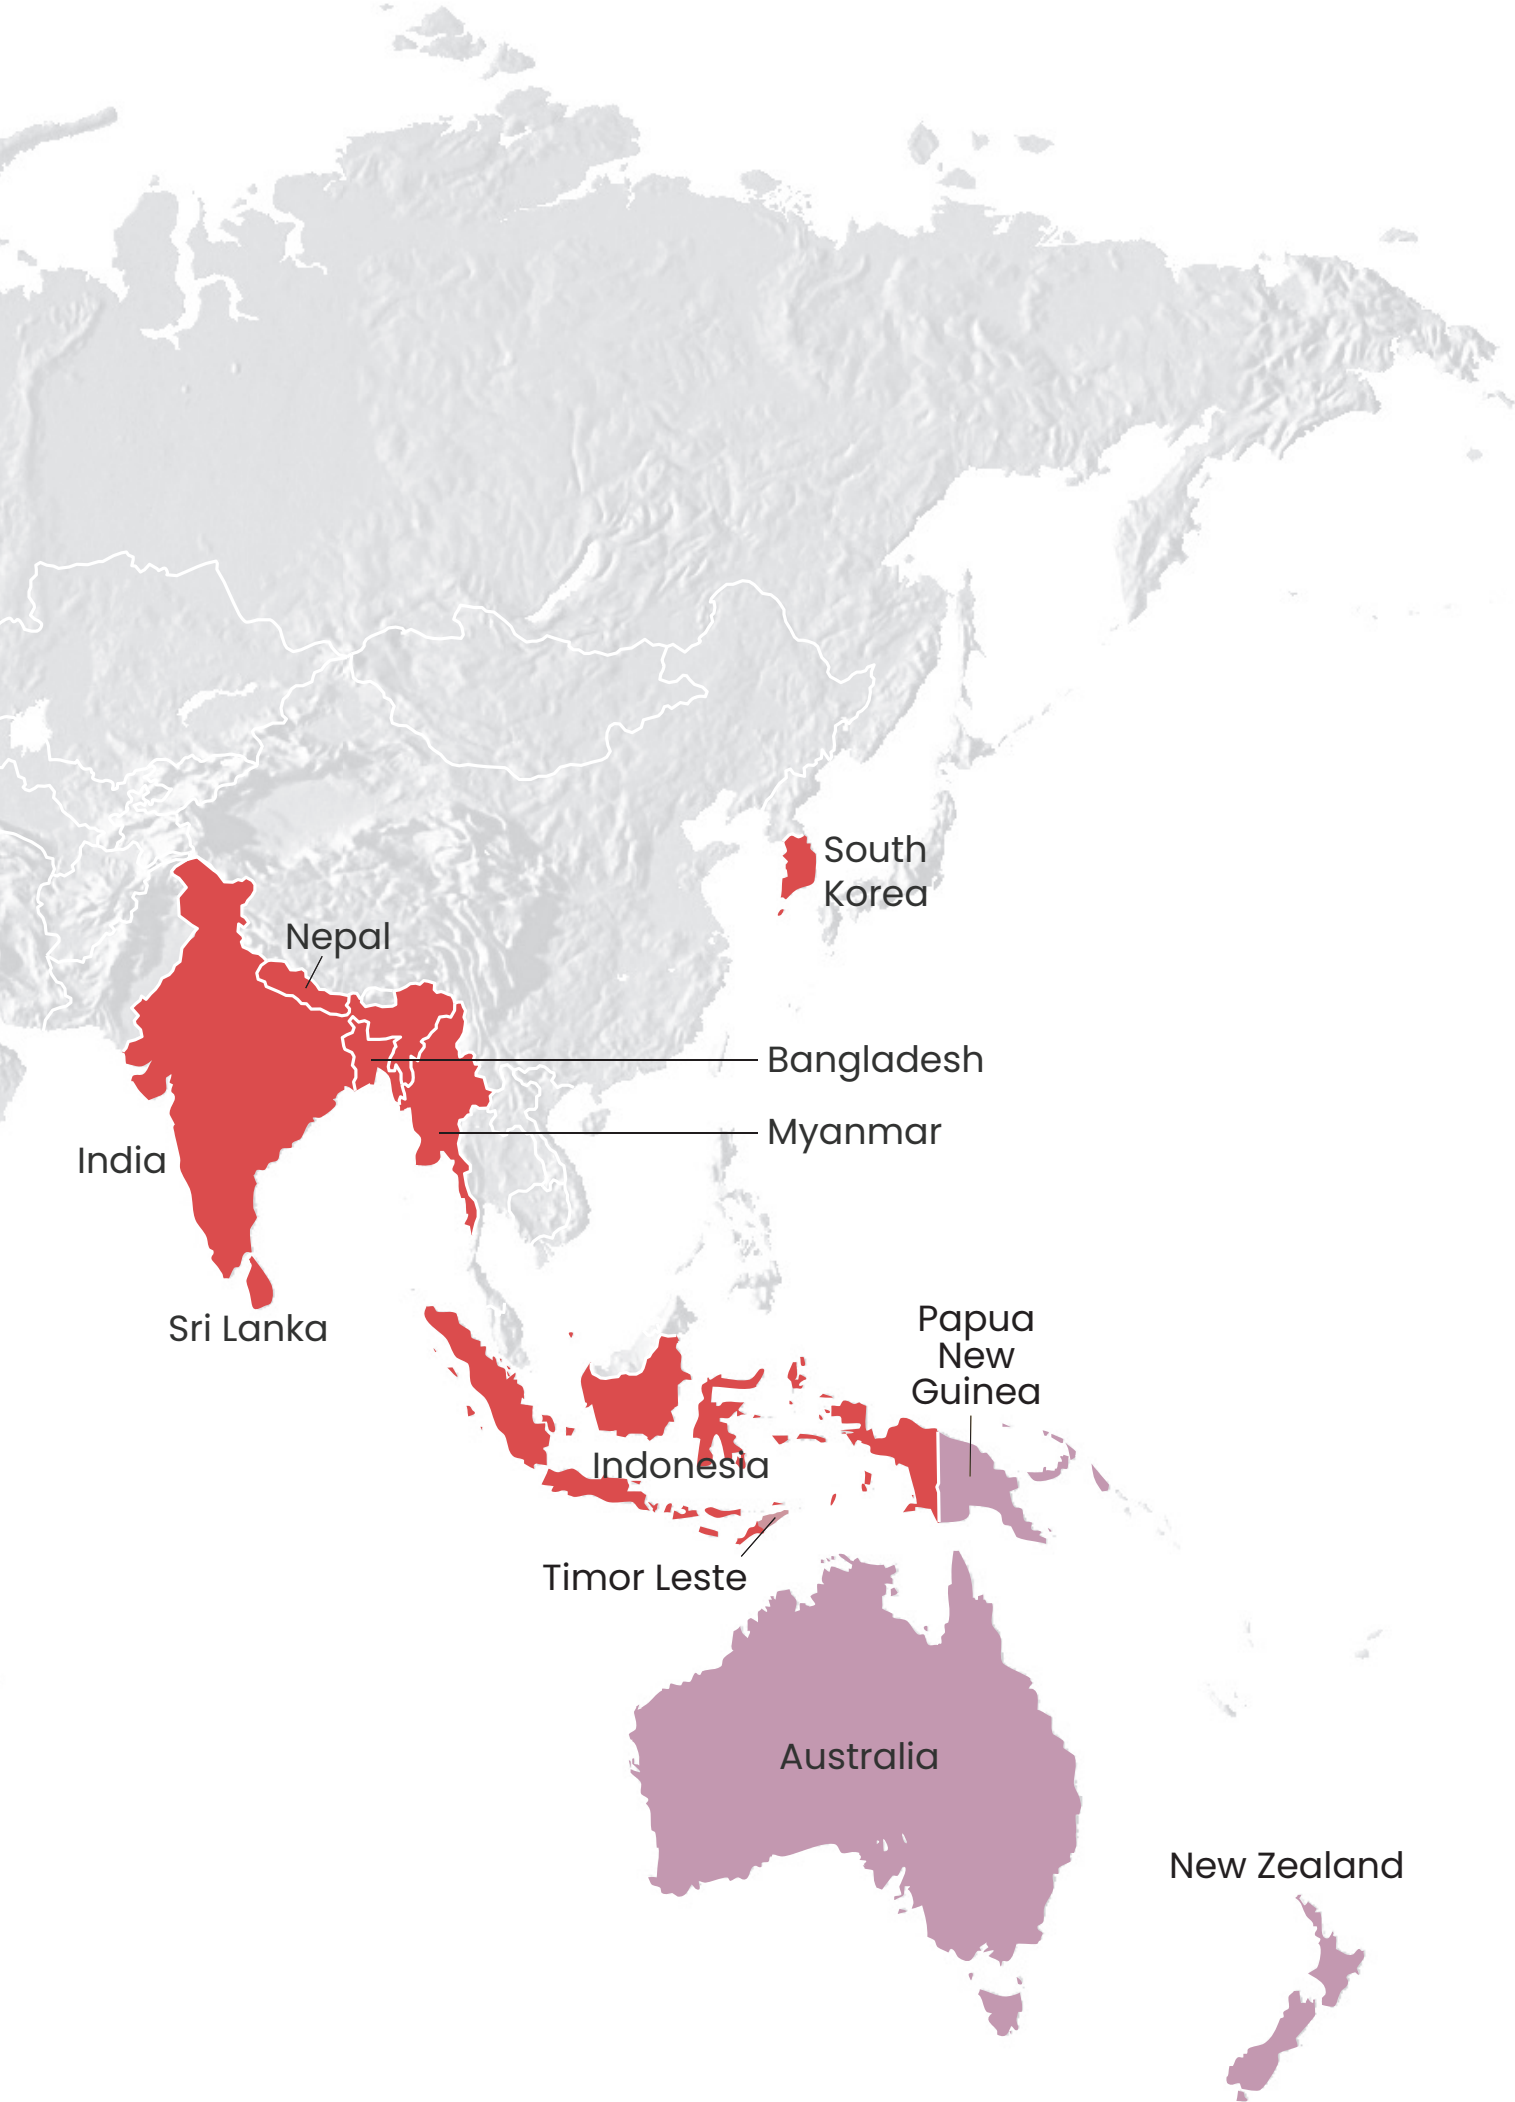 South
Korea
Nepal
Bangladesh
Myanmar
India
Sri Lanka
Papua
New
Guinea
Indonesia
Timor Leste
Australia
New Zealand